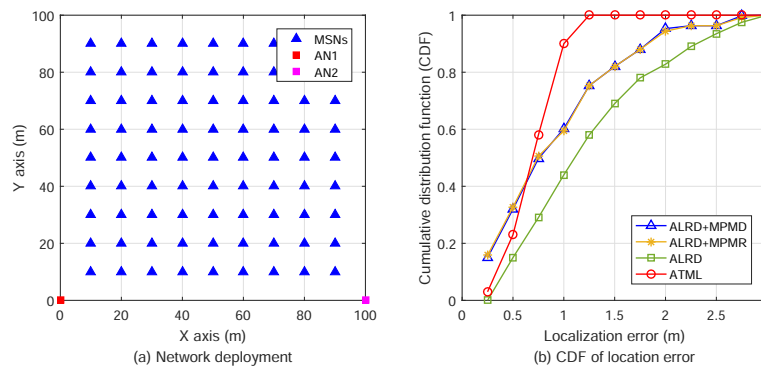 100
80
60
40
20
0
Y axis (m)
0
20
40
60
80
100
X axis (m)
MSNs
AN1
AN2
(a) Network deployment
1
0.8
0.6
0.4
0.2
0
Cumulative distribution function (CDF)
0.5
1
1.5
2
2.5
Localization error (m)
ALRD+MPMD
ALRD+MPMR
ALRD
ATML
(b) CDF of location error